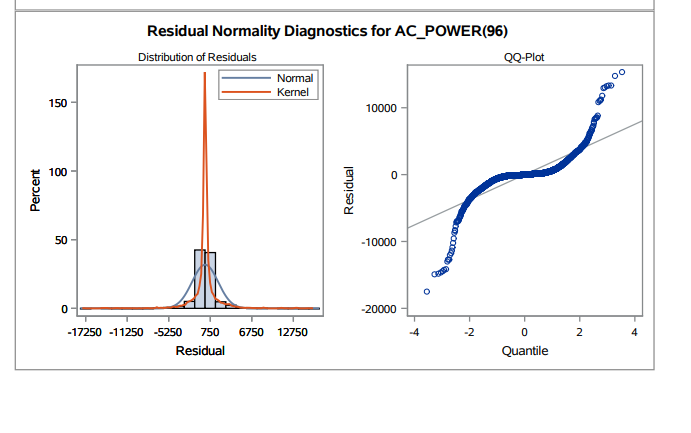 Residual Normality Diagnostics for AC_POWER(96)
Distribution of Residuals
QQ-Plot
Normal
Kernel
150
100
50
0
Percent
-17250 -11250 -5250 750 6750 12750
Residual
10000
0
-10000
-20000
Residual
-4 -2 0 2 4
Quantile